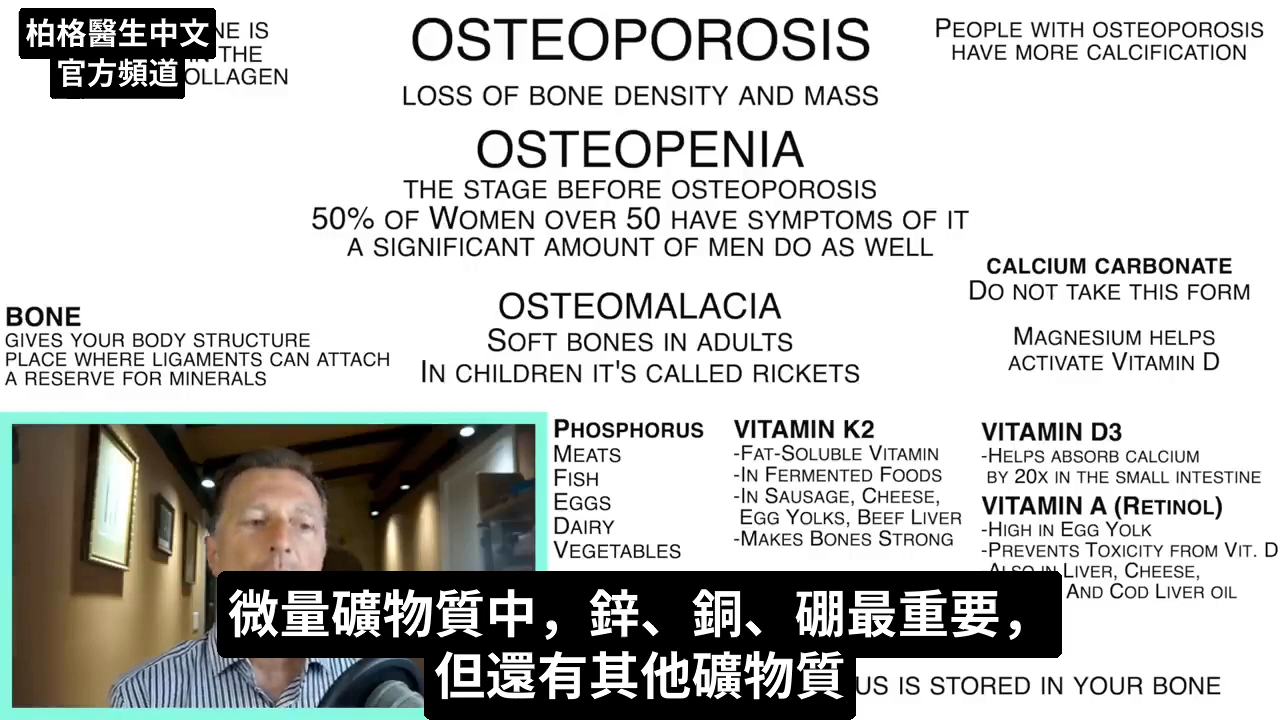 柏格醫生中文
官方頻道
NE IS
THE
OLLAGEN
OSTEOPOROSIS
LOSS OF BONE DENSITY AND MASS
PEOPLE WITH OSTEOPOROSIS
HAVE MORE CALCIFICATION
OSTEOPENIA
THE STAGE BEFORE OSTEOPOROSIS
50% OF WOMEN OVER 50 HAVE SYMPTOMS OF IT
A SIGNIFICANT AMOUNT OF MEN DO AS WELL
CALCIUM CARBONATE
DO NOT TAKE THIS FORM
MAGNESIUM HELPS
ACTIVATE VITAMIN D
BONE
GIVES YOUR BODY STRUCTURE
PLACE WHERE LIGAMENTS CAN ATTACH
A RESERVE FOR MINERALS
OSTEOMALACIA
SOFT BONES IN ADULTS
IN CHILDREN IT'S CALLED RICKETS
PHOSPHORUS
MEATS
FISH
EGGS
DAIRY
VEGETABLES
VITAMIN K2
-FAT-SOLUBLE VITAMIN
-IN FERMENTED FOODS
-IN SAUSAGE, CHEESE,
EGG YOLKS, BEEF LIVER
-MAKES BONES STRONG
VITAMIN D3
-HELPS ABSORB CALCIUM
BY 20X IN THE SMALL INTESTINE
VITAMIN A (RETINOL)
-HIGH IN EGG YOLK
-PREVENTS TOXICITY FROM VIT. D
-ALSO IN LIVER, CHEESE,
AND COD LIVER OIL
微量礦物質中，鋅、銅、硼最重要，
但還有其他礦物質
US IS STORED IN YOUR BONE